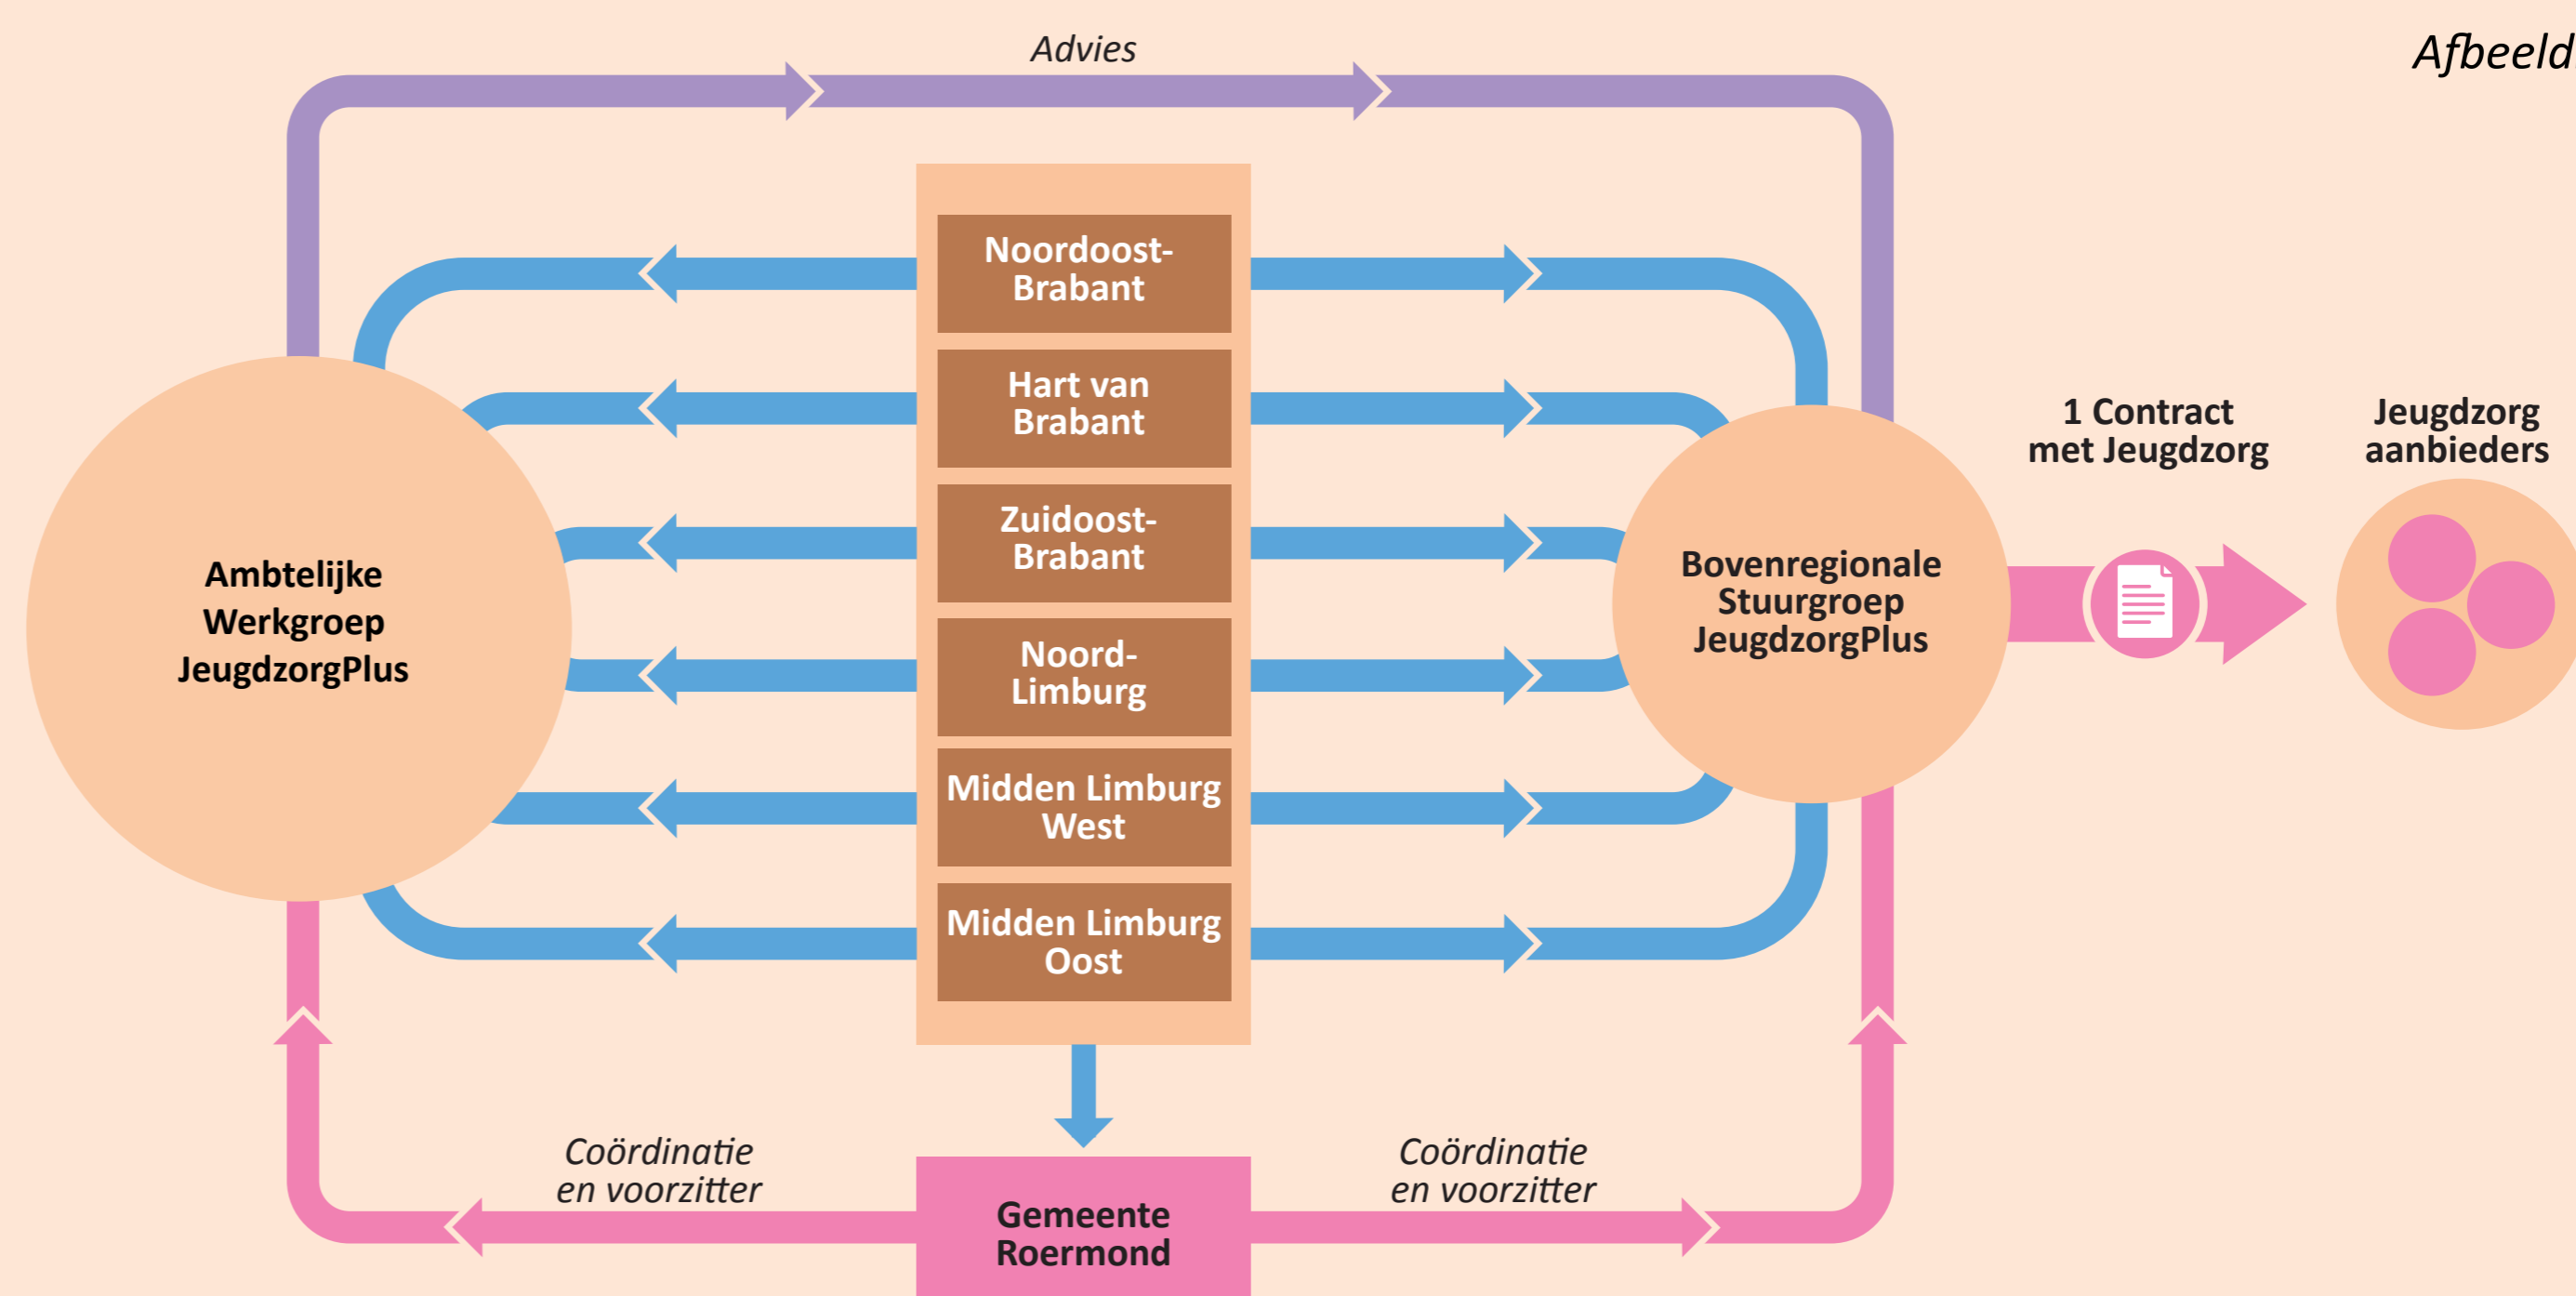 Advies
Afbeeld
Noordoost-
Brabant
Hart van
Brabant
Zuidoost-
Brabant
Noord-
Limburg
Midden Limburg
West
Midden Limburg
Oost
Ambtelijke
Werkgroep
JeugdzorgPlus
Bovenregionale
Stuurgroep
JeugdzorgPlus
1 Contract
met Jeugdzorg
Jeugdzorg
aanbieders
Coördinatie
en voorzitter
Gemeente
Roermond
Coördinatie
en voorzitter